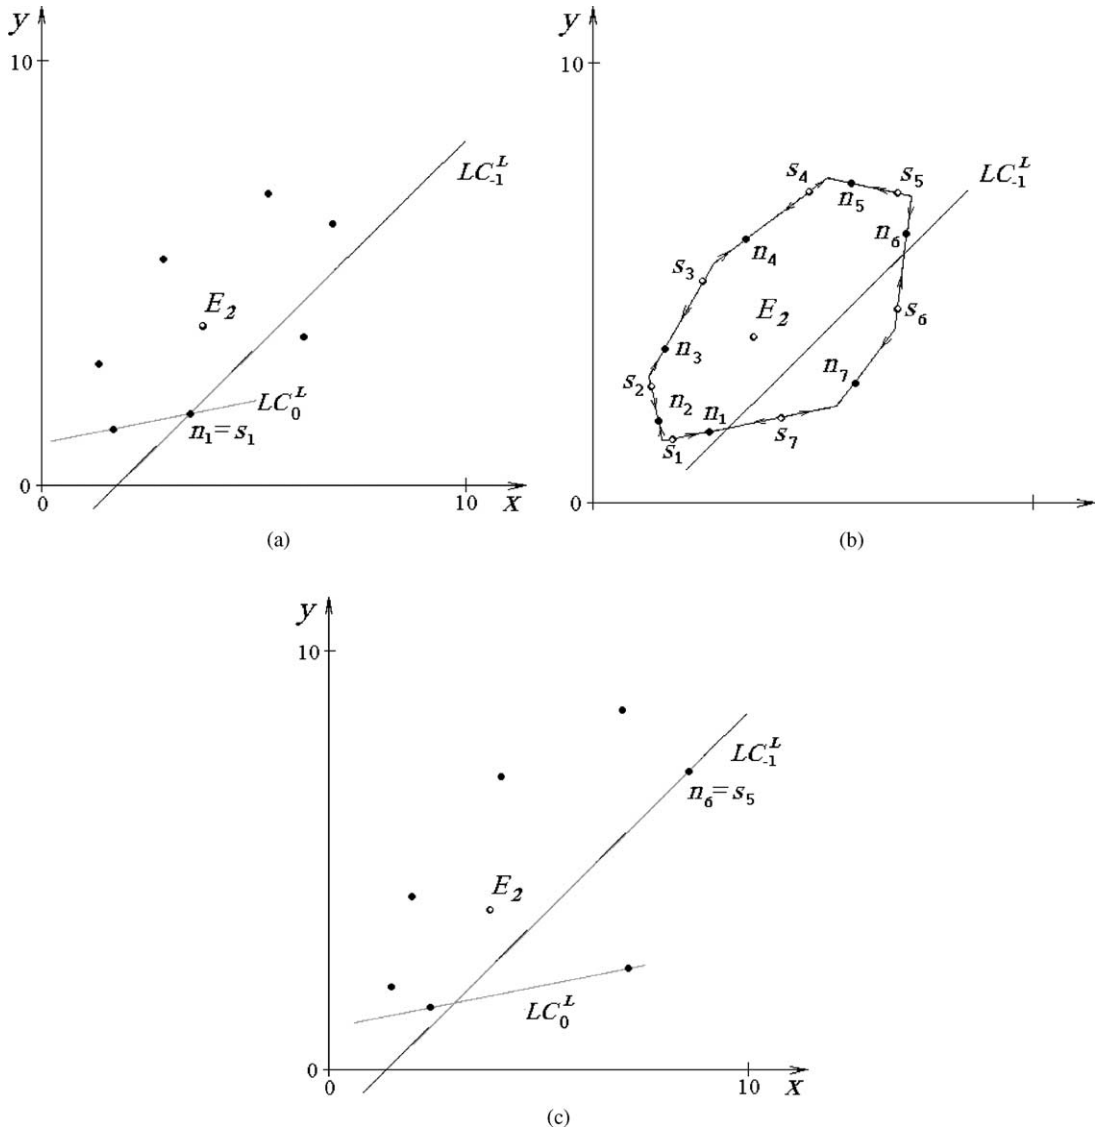 y
10
LC₋₁ᴸ
E₂
LC₀ᴸ
n₁=s₁
0
0
10
x
(a)
y
10
s₄
s₅
LC₋₁ᴸ
n₅
n₆
s₃
n₄
E₂
s₆
n₃
n₇
s₂
n₂
n₁
s₁
s₇
0
(b)
y
10
LC₋₁ᴸ
n₆=s₅
E₂
LC₀ᴸ
0
0
10
x
(c)